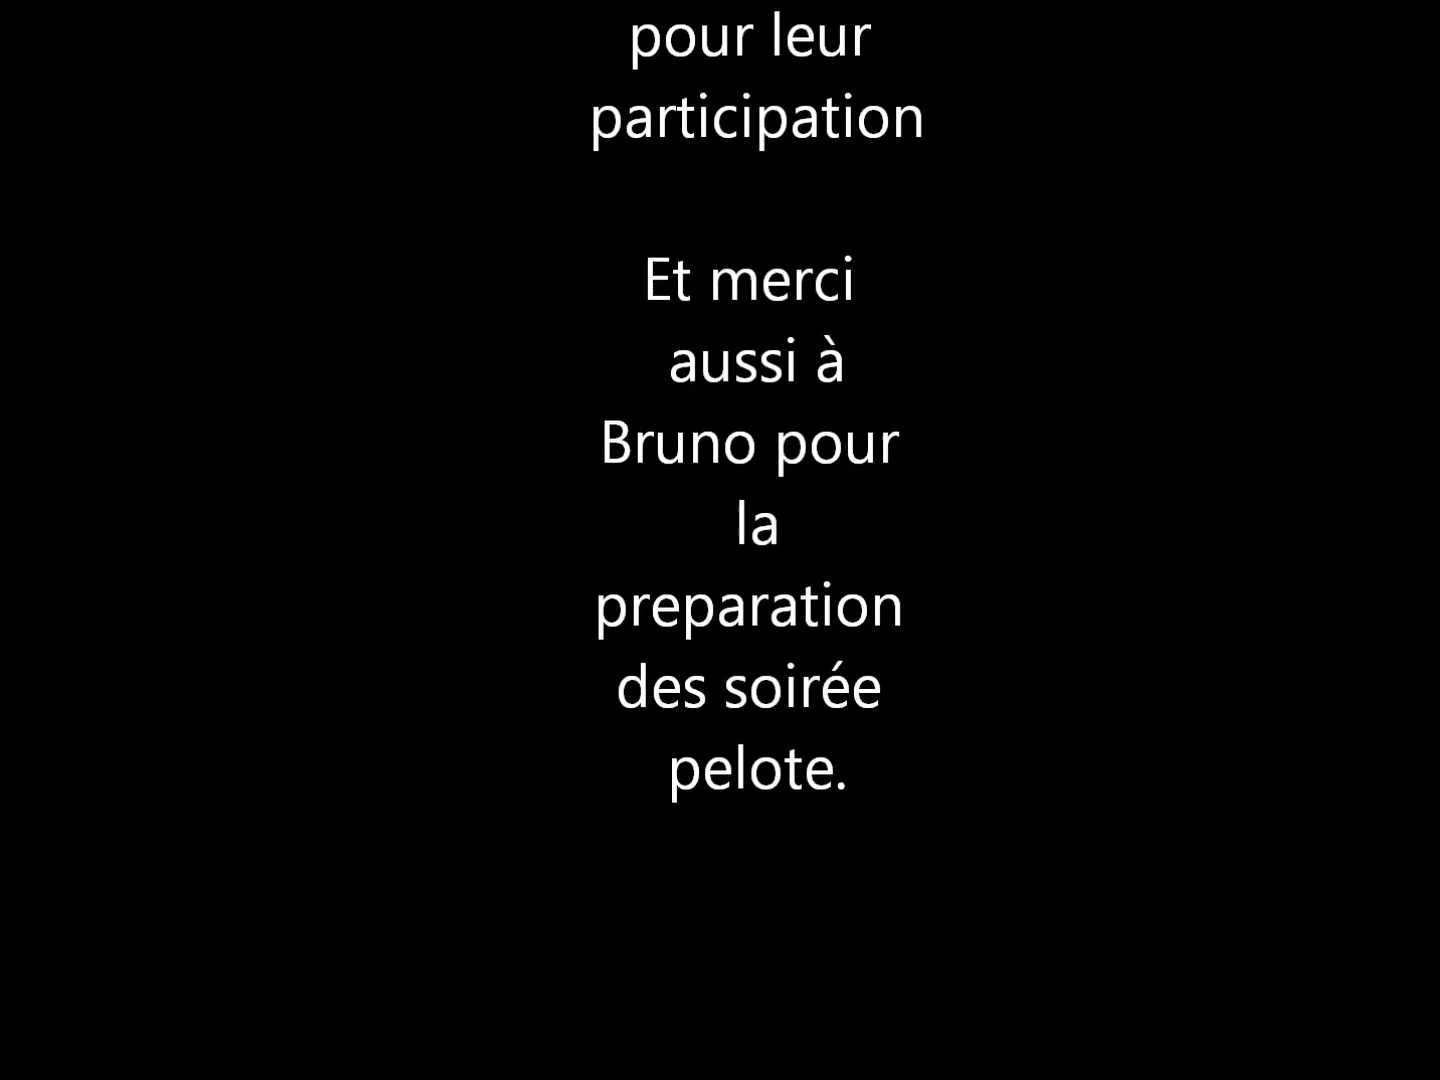 pour leur
participation
Et merci
aussi à
Bruno pour
la
preparation
des soirée
pelote.